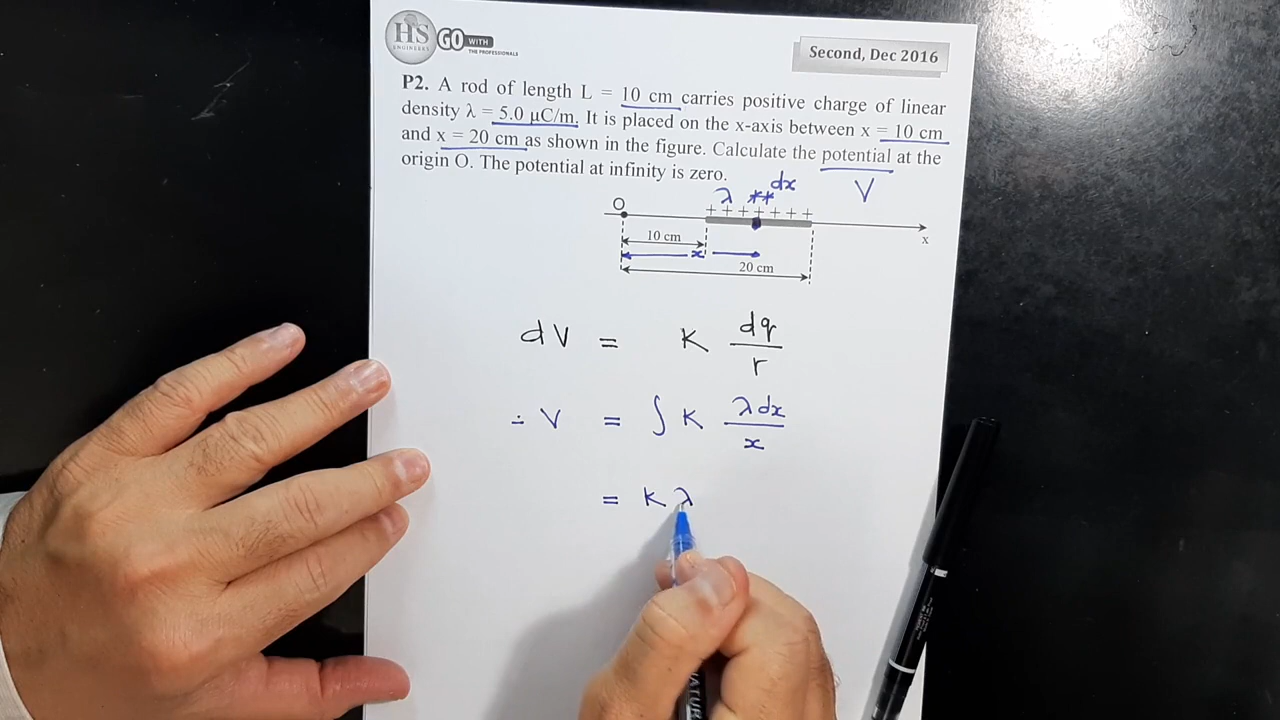 HS
ENGINEERS
GO WITH
THE PROFESSIONALS
Second, Dec 2016
P2. A rod of length L = 10 cm carries positive charge of linear
density λ = 5.0 μC/m. It is placed on the x-axis between x = 10 cm
and x = 20 cm as shown in the figure. Calculate the potential at the
origin O. The potential at infinity is zero.
dx
V
λ **
O
+ + + + + + +
10 cm
x
x
20 cm
dV = K dq/r
∴ V = ∫ K λdx/x
= K λ